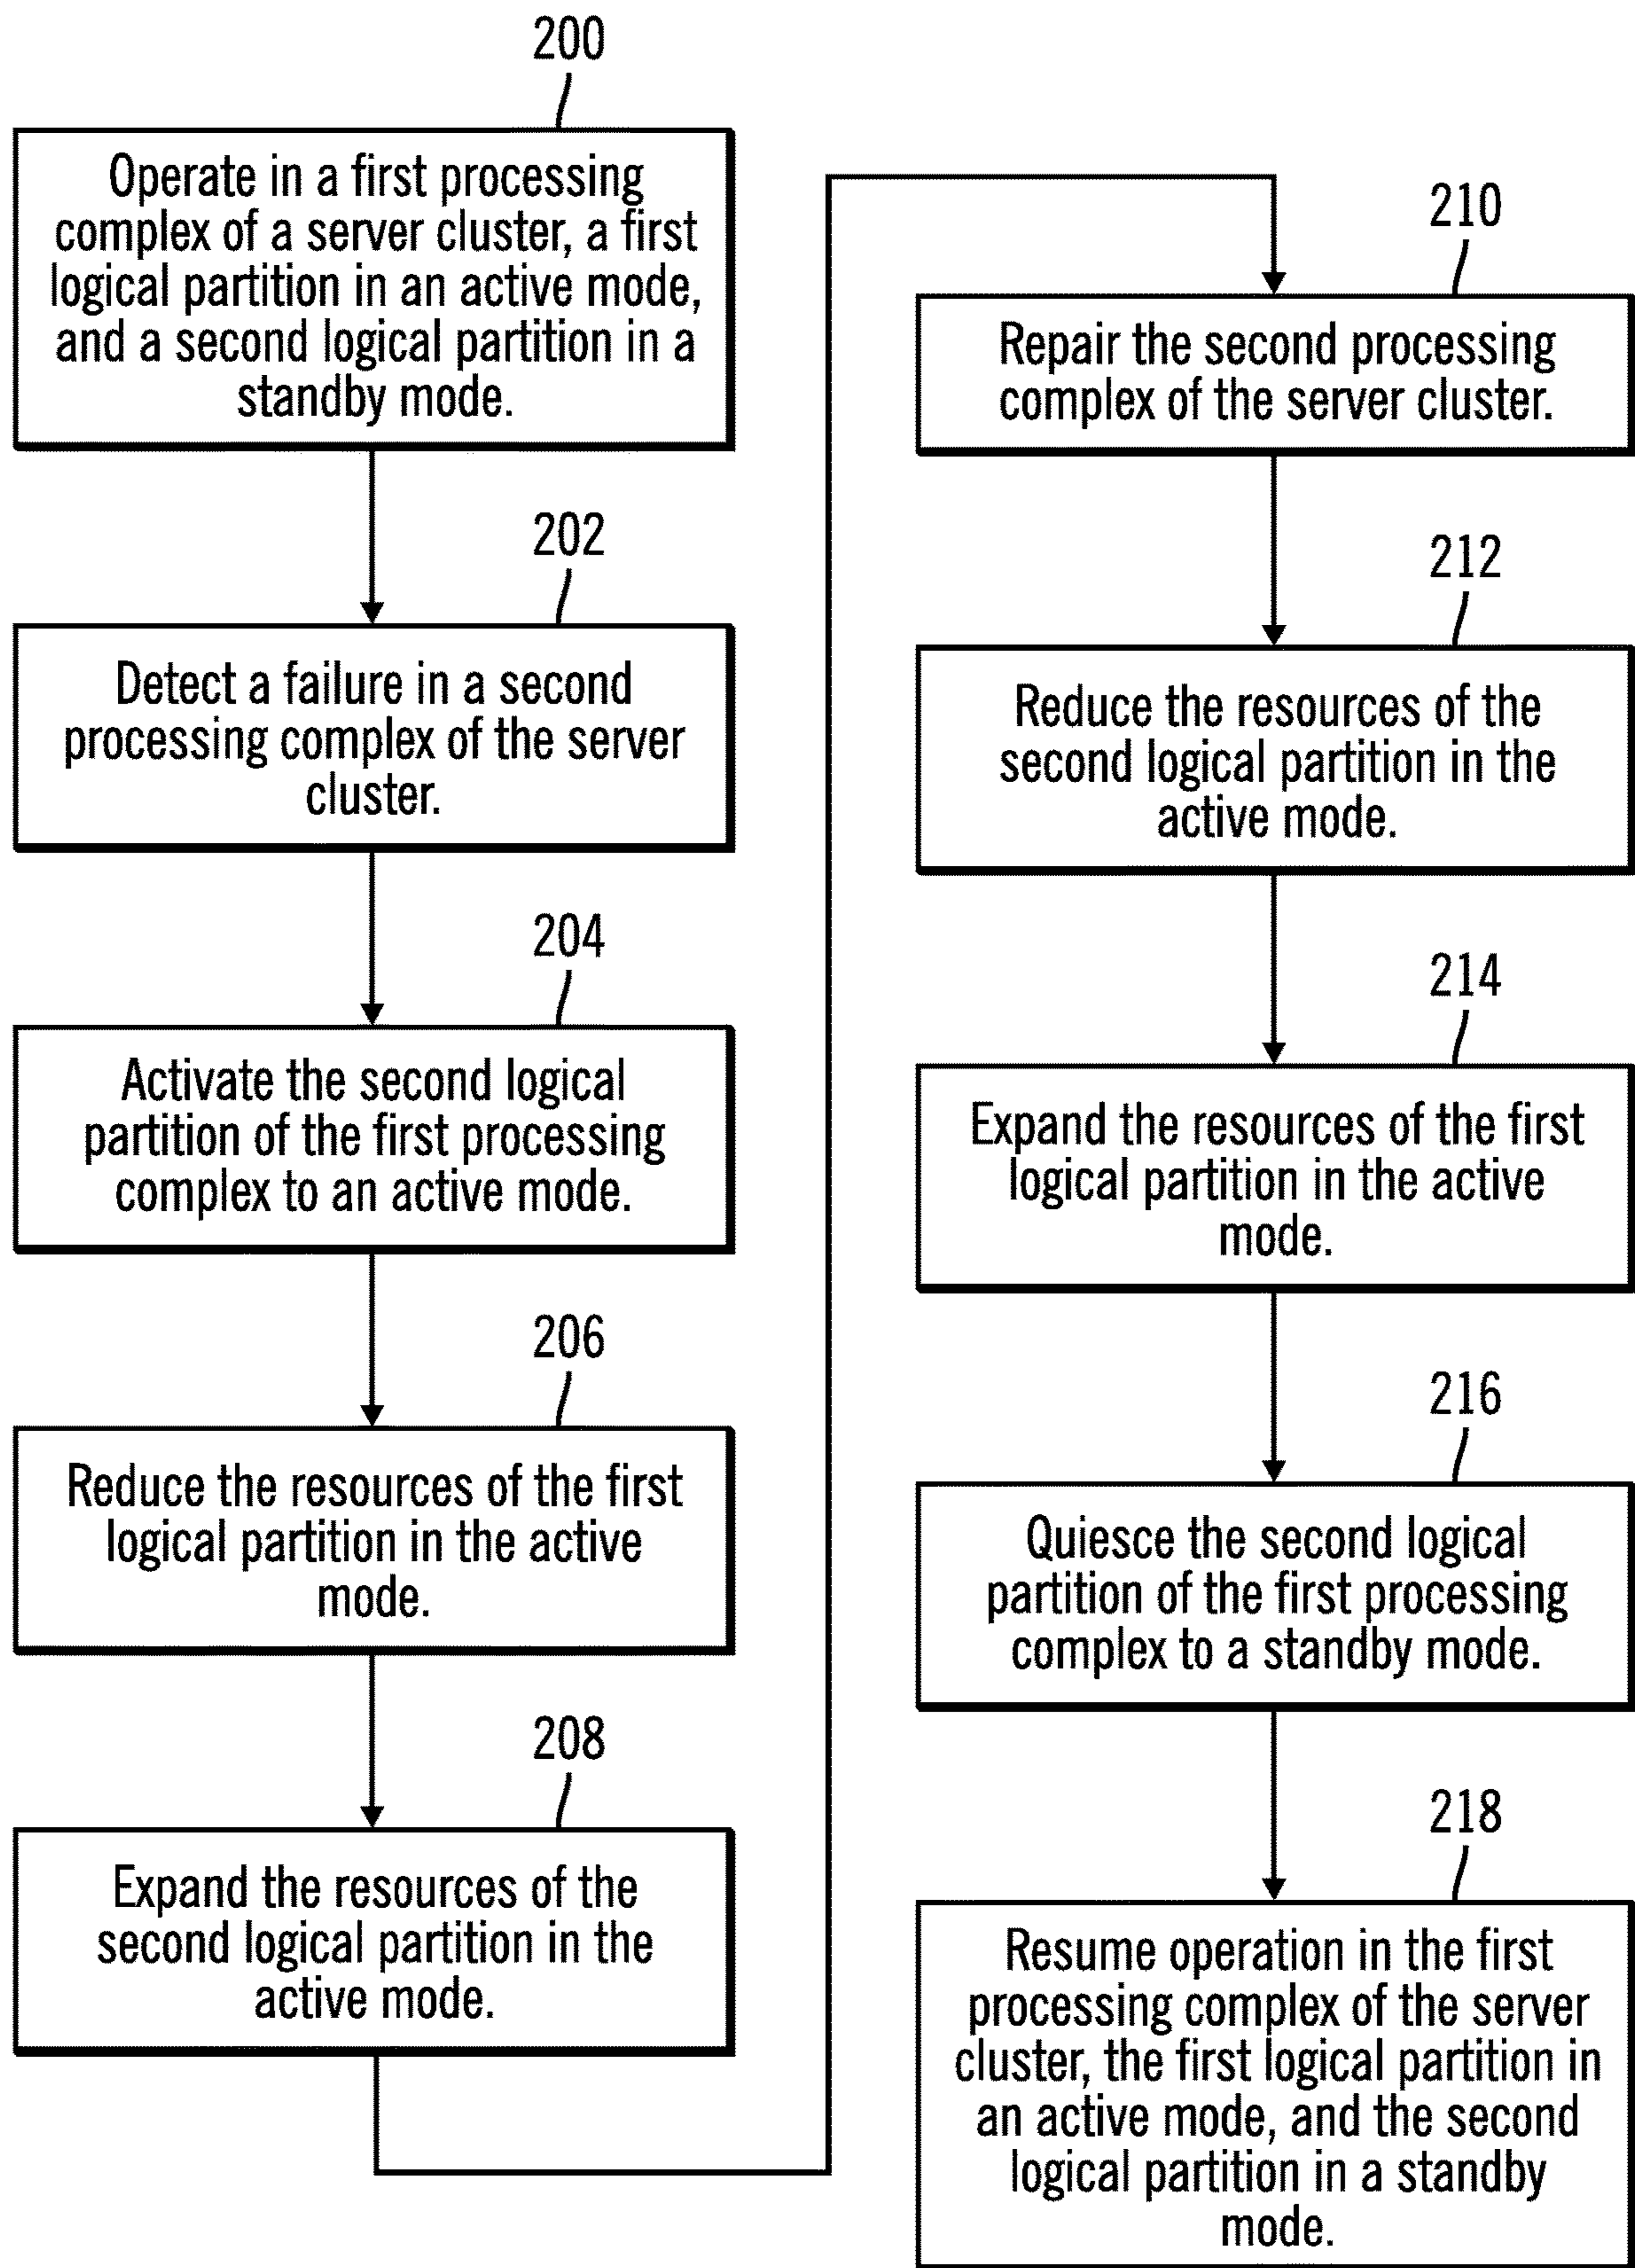 200
Operate in a first processing
complex of a server cluster, a first
logical partition in an active mode,
and a second logical partition in a
standby mode.
202
Detect a failure in a second
processing complex of the server
cluster.
204
Activate the second logical
partition of the first processing
complex to an active mode.
206
Reduce the resources of the first
logical partition in the active
mode.
208
Expand the resources of the
second logical partition in the
active mode.
210
Repair the second processing
complex of the server cluster.
212
Reduce the resources of the
second logical partition in the
active mode.
214
Expand the resources of the first
logical partition in the active
mode.
216
Quiesce the second logical
partition of the first processing
complex to a standby mode.
218
Resume operation in the first
processing complex of the server
cluster, the first logical partition in
an active mode, and the second
logical partition in a standby
mode.